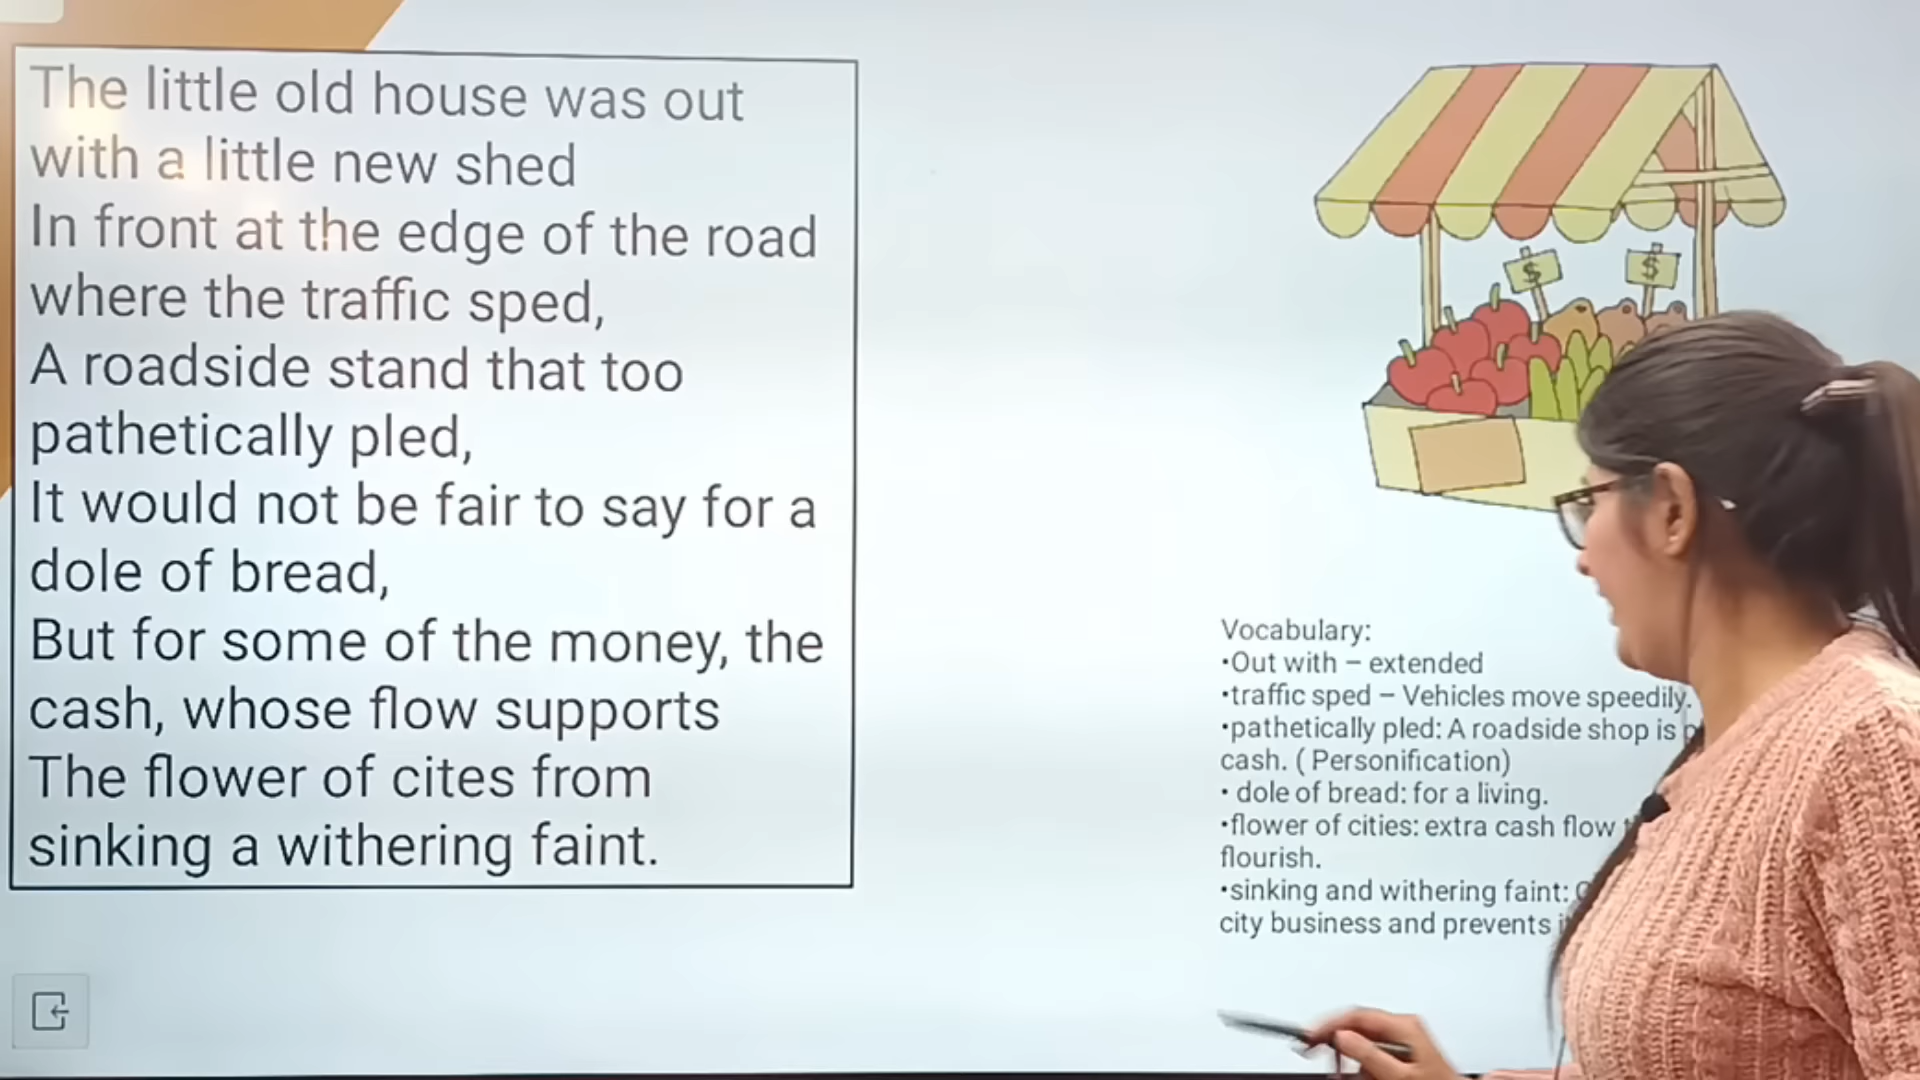 The little old house was out
with a little new shed
In front at the edge of the road
where the traffic sped,
A roadside stand that too
pathetically pled,
It would not be fair to say for a
dole of bread,
But for some of the money, the
cash, whose flow supports
The flower of cites from
sinking a withering faint.
$
$
Vocabulary:
•Out with – extended
•traffic sped – Vehicles move speedily.
•pathetically pled: A roadside shop is
cash. ( Personification)
• dole of bread: for a living.
•flower of cities: extra cash flow
flourish.
•sinking and withering faint:
city business and prevents